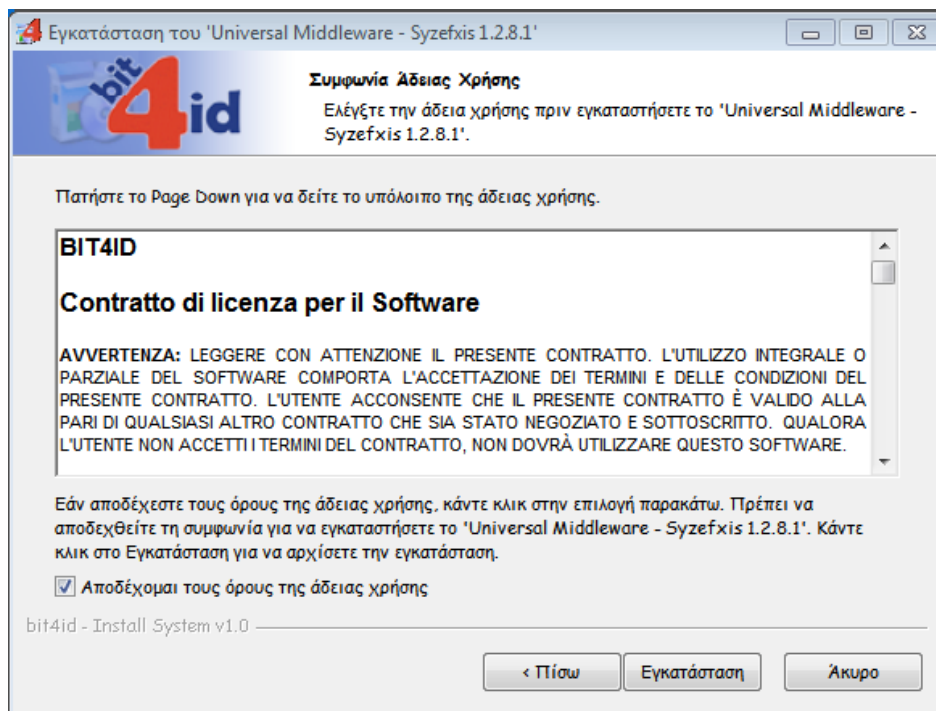 Εγκατάσταση του 'Universal Middleware - Syzefxis 1.2.8.1'
bit
4id
Συμφωνία Άδειας Χρήσης
Ελέγξτε την άδεια χρήσης πριν εγκαταστήσετε το 'Universal Middleware -
Syzefxis 1.2.8.1'.
Πατήστε το Page Down για να δείτε το υπόλοιπο της άδειας χρήσης.
BIT4ID
Contratto di licenza per il Software
AVVERTENZA: LEGGERE CON ATTENZIONE IL PRESENTE CONTRATTO. L'UTILIZZO INTEGRALE O
PARZIALE DEL SOFTWARE COMPORTA L'ACCETTAZIONE DEI TERMINI E DELLE CONDIZIONI DEL
PRESENTE CONTRATTO. L'UTENTE ACCONSENTE CHE IL PRESENTE CONTRATTO È VALIDO ALLA
PARI DI QUALSIASI ALTRO CONTRATTO CHE SIA STATO NEGOZIATO E SOTTOSCRITTO. QUALORA
L'UTENTE NON ACCETTI I TERMINI DEL CONTRATTO, NON DOVRÀ UTILIZZARE QUESTO SOFTWARE.
Εάν αποδέχεστε τους όρους της άδειας χρήσης, κάντε κλικ στην επιλογή παρακάτω. Πρέπει να
αποδεχθείτε τη συμφωνία για να εγκαταστήσετε το 'Universal Middleware - Syzefxis 1.2.8.1'. Κάντε
κλικ στο Εγκατάσταση για να αρχίσετε την εγκατάσταση.
Αποδέχομαι τους όρους της άδειας χρήσης
bit4id - Install System v1.0
< Πίσω Εγκατάσταση Άκυρο